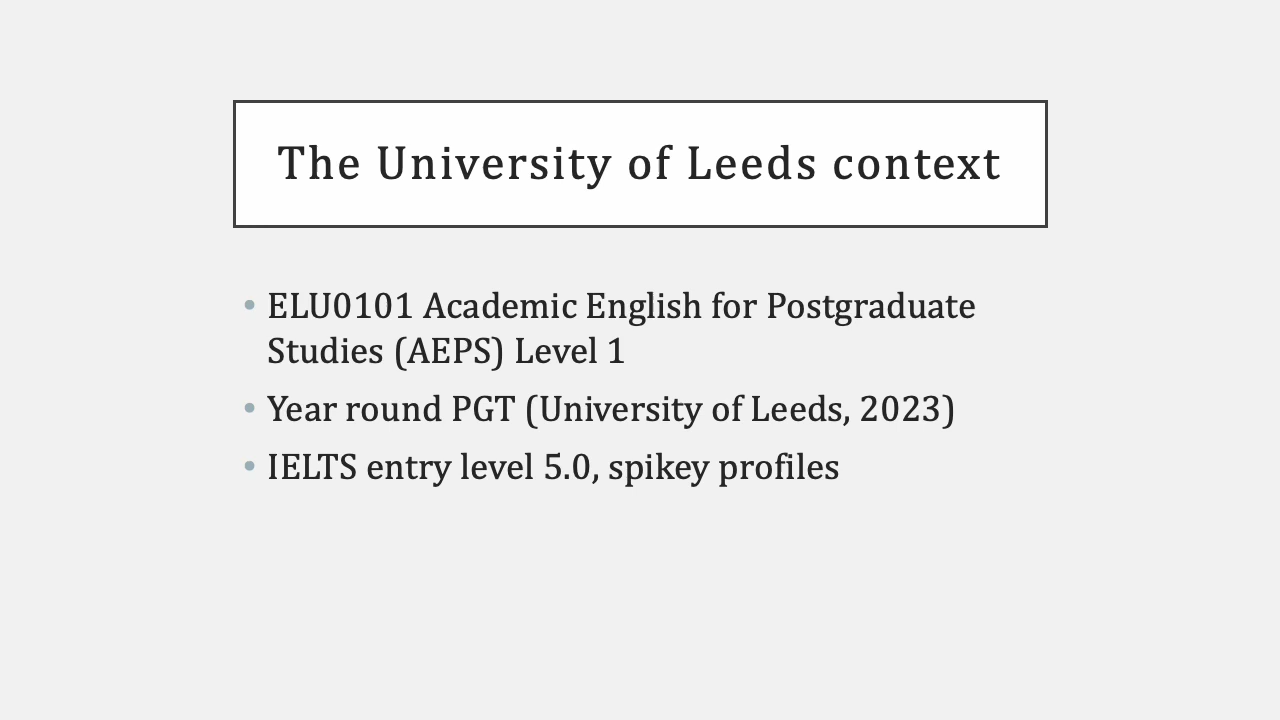 The University of Leeds context
• ELU0101 Academic English for Postgraduate
Studies (AEPS) Level 1
• Year round PGT (University of Leeds, 2023)
• IELTS entry level 5.0, spikey profiles